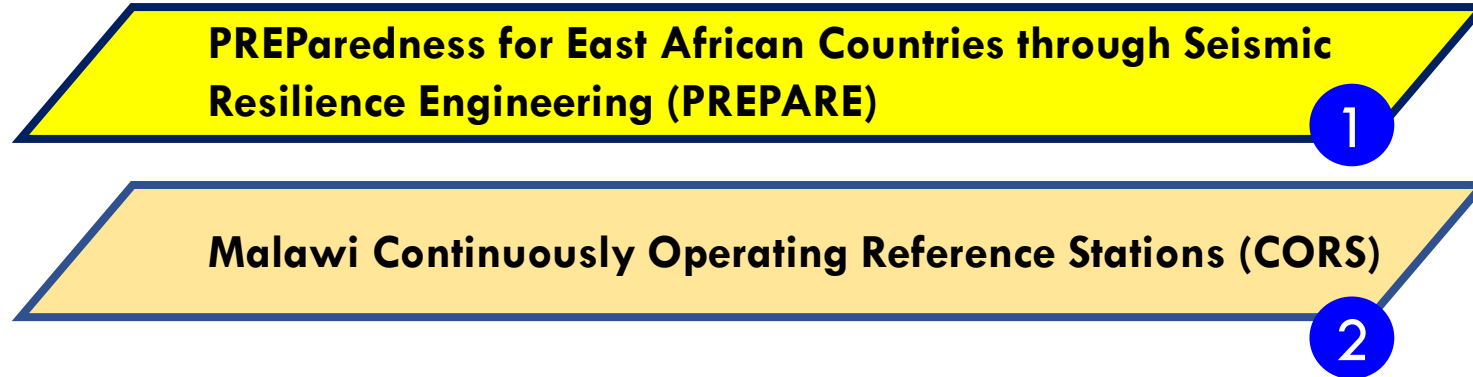 PREParedness for East African Countries through Seismic
Resilience Engineering (PREPARE)
1
Malawi Continuously Operating Reference Stations (CORS)
2